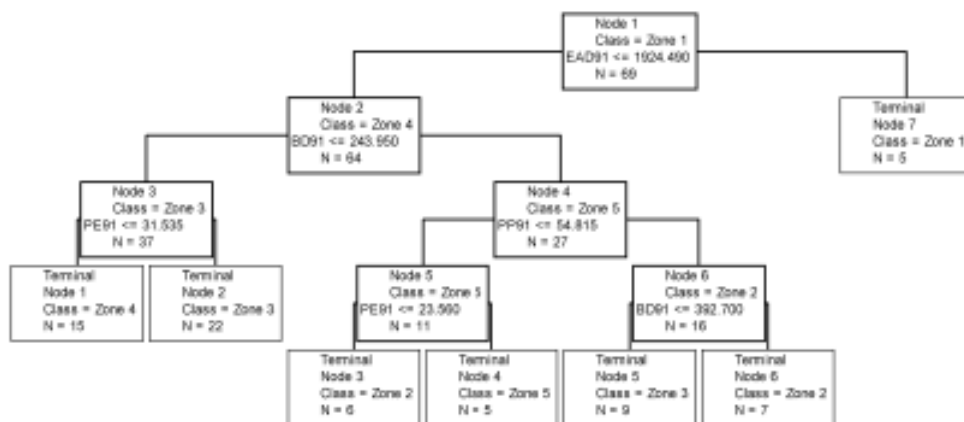 Node 1
Class = Zone 1
EAD91 <= 1924.490
N = 69
Node 2
Class = Zone 4
BD91 <= 243.950
N = 64
Terminal
Node 7
Class = Zone 1
N = 5
Node 3
Class = Zone 3
PE91 <= 31.535
N = 37
Node 4
Class = Zone 5
PP91 <= 54.815
N = 27
Terminal
Node 1
Class = Zone 4
N = 15
Terminal
Node 2
Class = Zone 3
N = 22
Node 5
Class = Zone 5
PE91 <= 23.560
N = 11
Node 6
Class = Zone 2
BD91 <= 392.700
N = 16
Terminal
Node 3
Class = Zone 2
N = 6
Terminal
Node 4
Class = Zone 5
N = 5
Terminal
Node 5
Class = Zone 3
N = 9
Terminal
Node 6
Class = Zone 2
N = 7